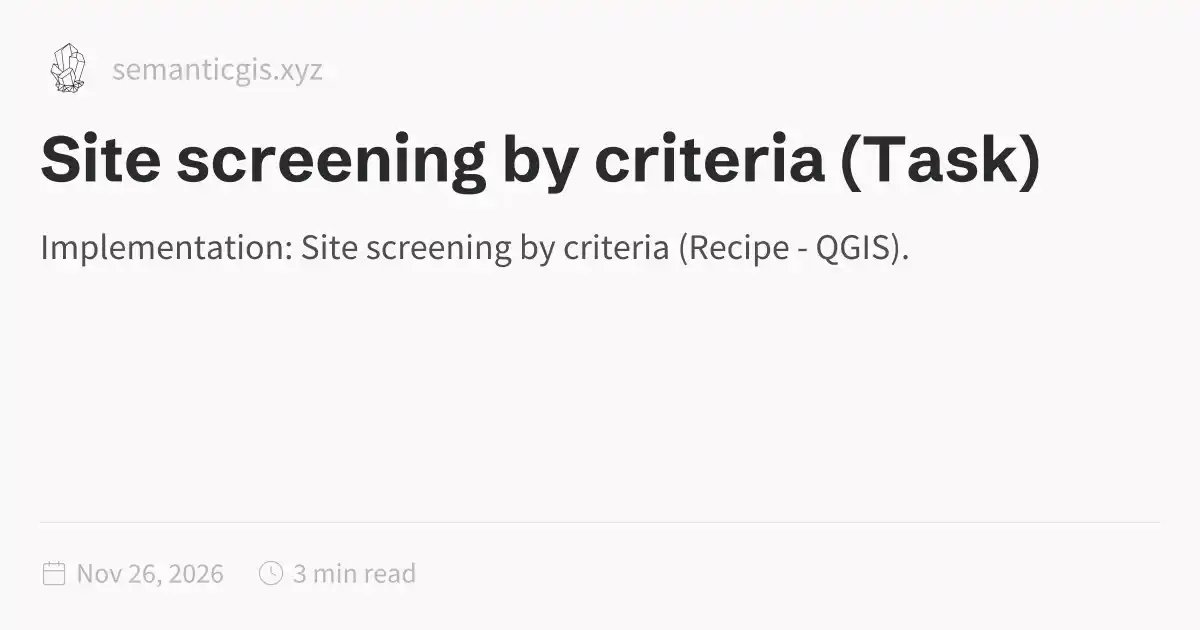 semanticgis.xyz
Site screening by criteria (Task)
Implementation: Site screening by criteria (Recipe - QGIS).
Nov 26, 2026 3 min read